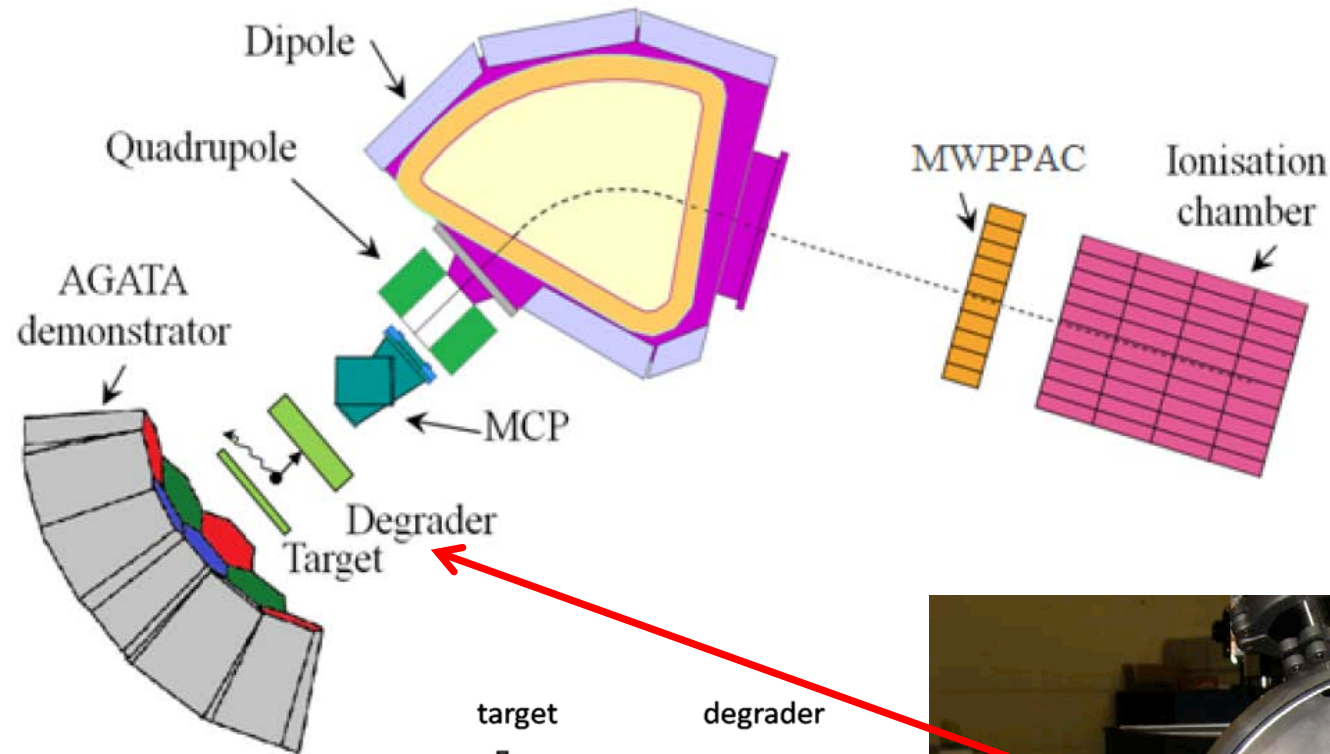 Dipole
Quadrupole
MWPPAC
Ionisation
chamber
AGATA
demonstrator
MCP
Degrader
Target
target
degrader